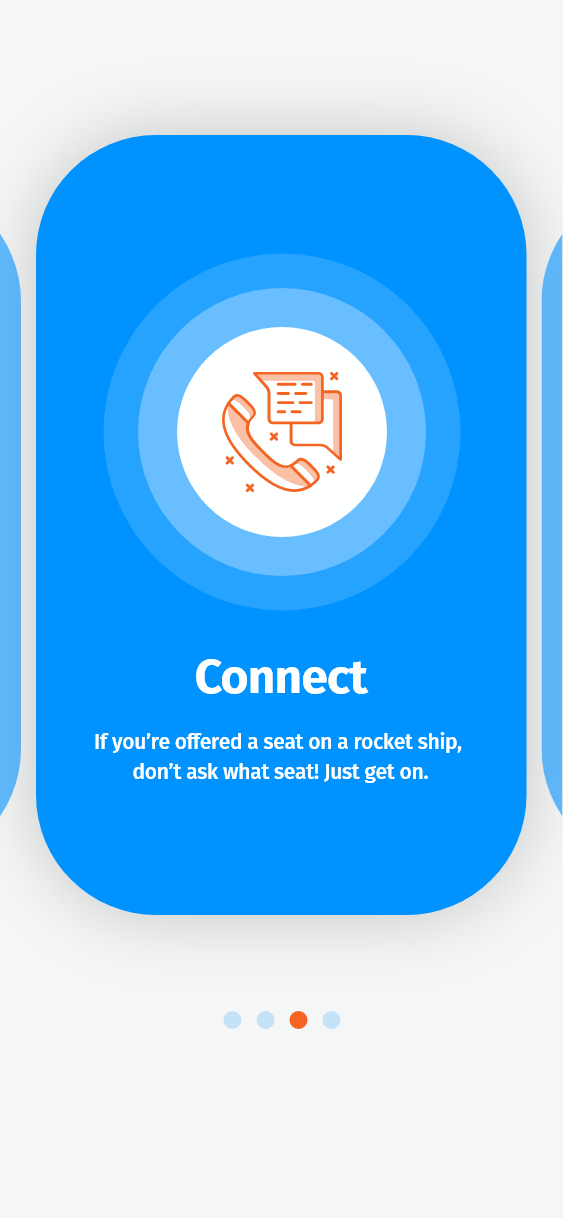 Connect
If you’re offered a seat on a rocket ship,
don’t ask what seat! Just get on.